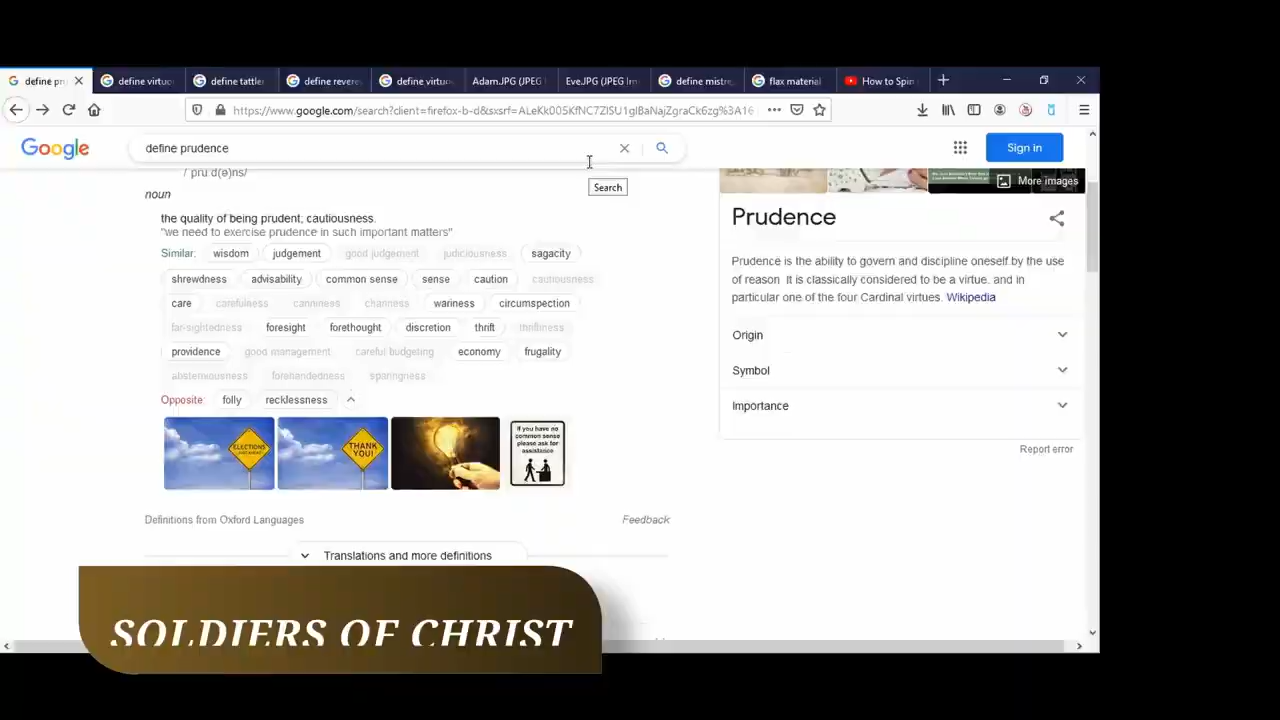 define pru
define virtuo
define tattler
define revere
define virtuo
Adam.JPG (JPEG I
Eve.JPG (JPEG Im
define mistre
flax material
How to Spin
https://www.google.com/search?client=firefox-b-d&sxsrf=ALeKk005KfNC7ZISU1gIBaNajZgraCk6zg%3A16
Google
define prudence
Sign in
Search
/ˈpruːd(ə)ns/
noun
More images
the quality of being prudent; cautiousness.
"we need to exercise prudence in such important matters"
Similar: wisdom judgement good judgement judiciousness sagacity
shrewdness advisability common sense sense caution cautiousness
care carefulness canniness chariness wariness circumspection
far-sightedness foresight forethought discretion thrift thriftiness
providence good management careful budgeting economy frugality
abstemiousness forehandedness sparingness
Opposite: folly recklessness
ELECTIONS
THANK YOU!
If you have no
common sense
please ask for
assistance
Definitions from Oxford Languages
Feedback
Translations and more definitions
Prudence
Prudence is the ability to govern and discipline oneself by the use
of reason. It is classically considered to be a virtue, and in
particular one of the four Cardinal virtues. Wikipedia
Origin
Symbol
Importance
Report error
SOLDIERS OF CHRIST